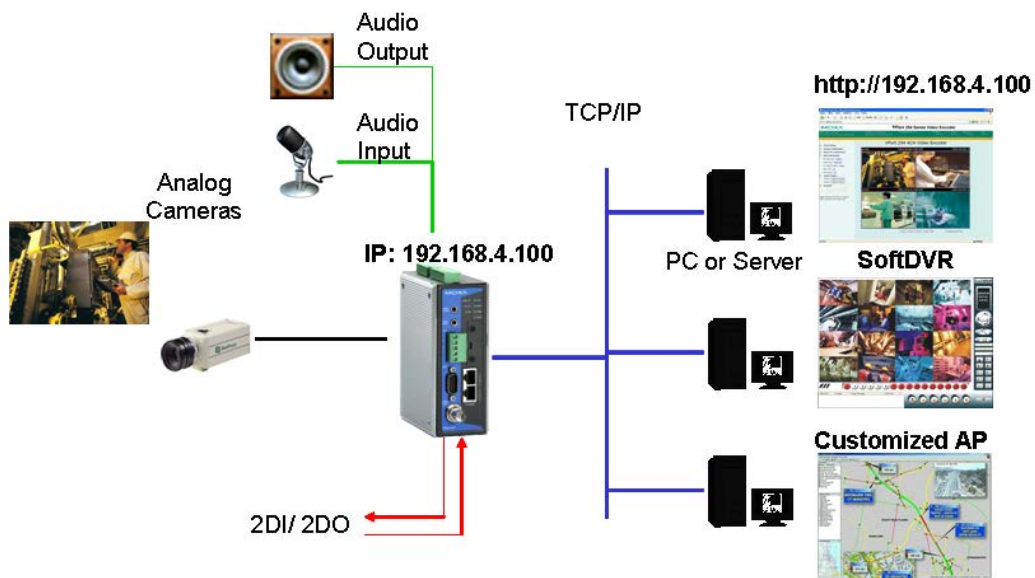 Audio
Output
http://192.168.4.100
TCP/IP
Audio
Input
Analog
Cameras
IP: 192.168.4.100
PC or Server
SoftDVR
MOXA
Customized AP
2DI/ 2DO